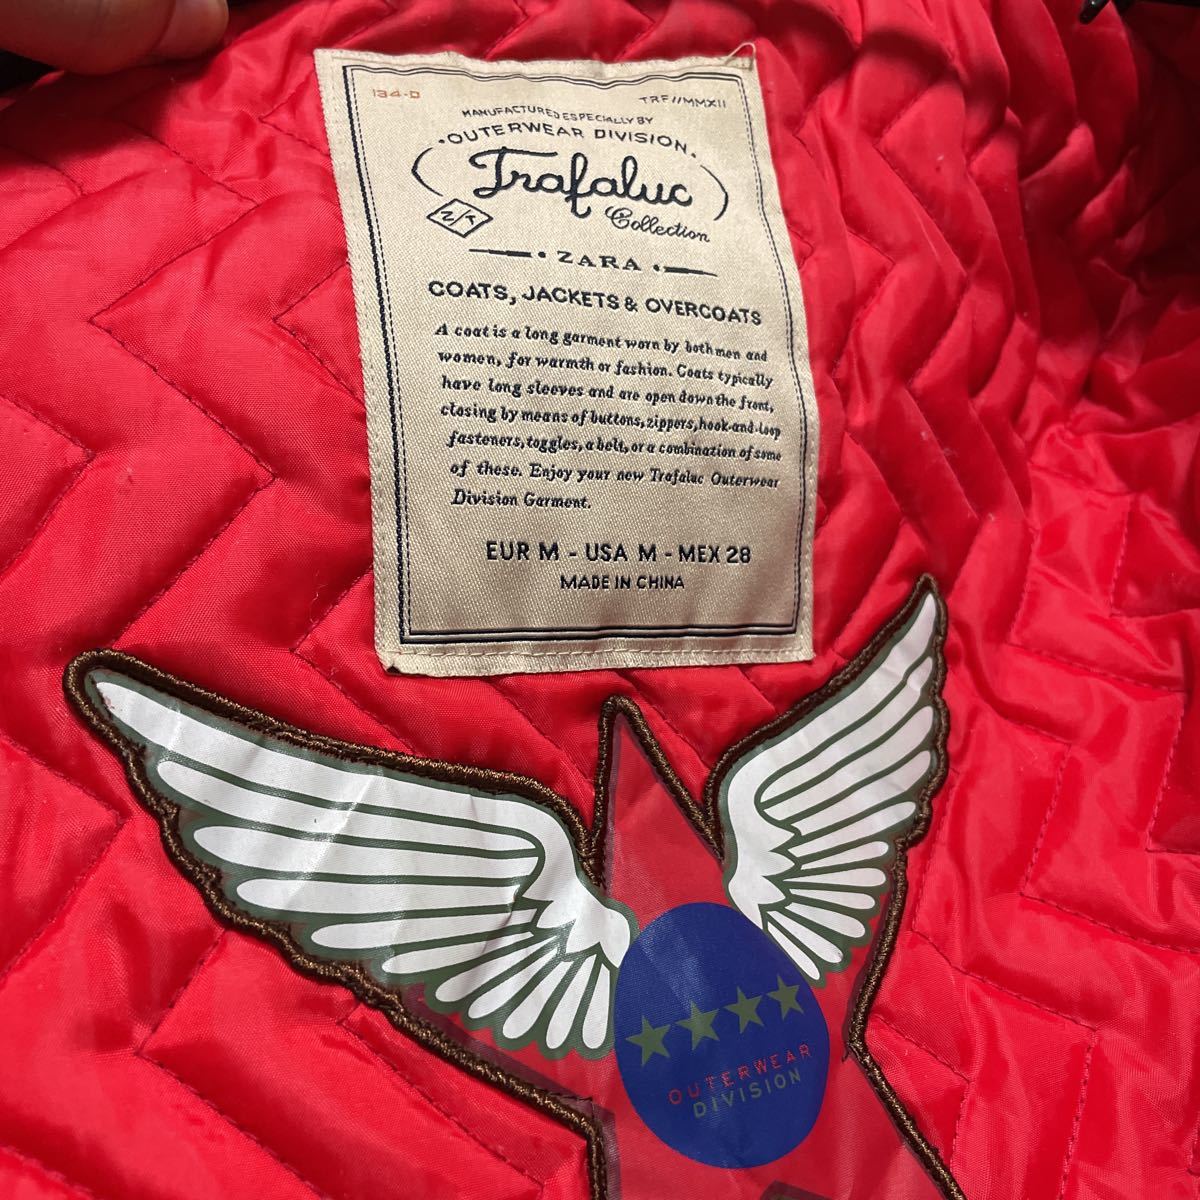 134-D
TRF//MMXII
MANUFACTURED ESPECIALLY BY
·OUTERWEAR DIVISION.
Trafaluc
Collection
Z/T
· ZARA ·
COATS, JACKETS & OVERCOATS
A coat is a long garment worn by both men and
women, for warmth or fashion. Coats typically
have long sleeves and are open down the front,
closing by means of buttons, zippers, hook-and-loop
fasteners, toggles, a belt, or a combination of some
of these. Enjoy your new Trafaluc Outerwear
Division Garment.
EUR M - USA M - MEX 28
MADE IN CHINA
OUTERWEAR
DIVISION